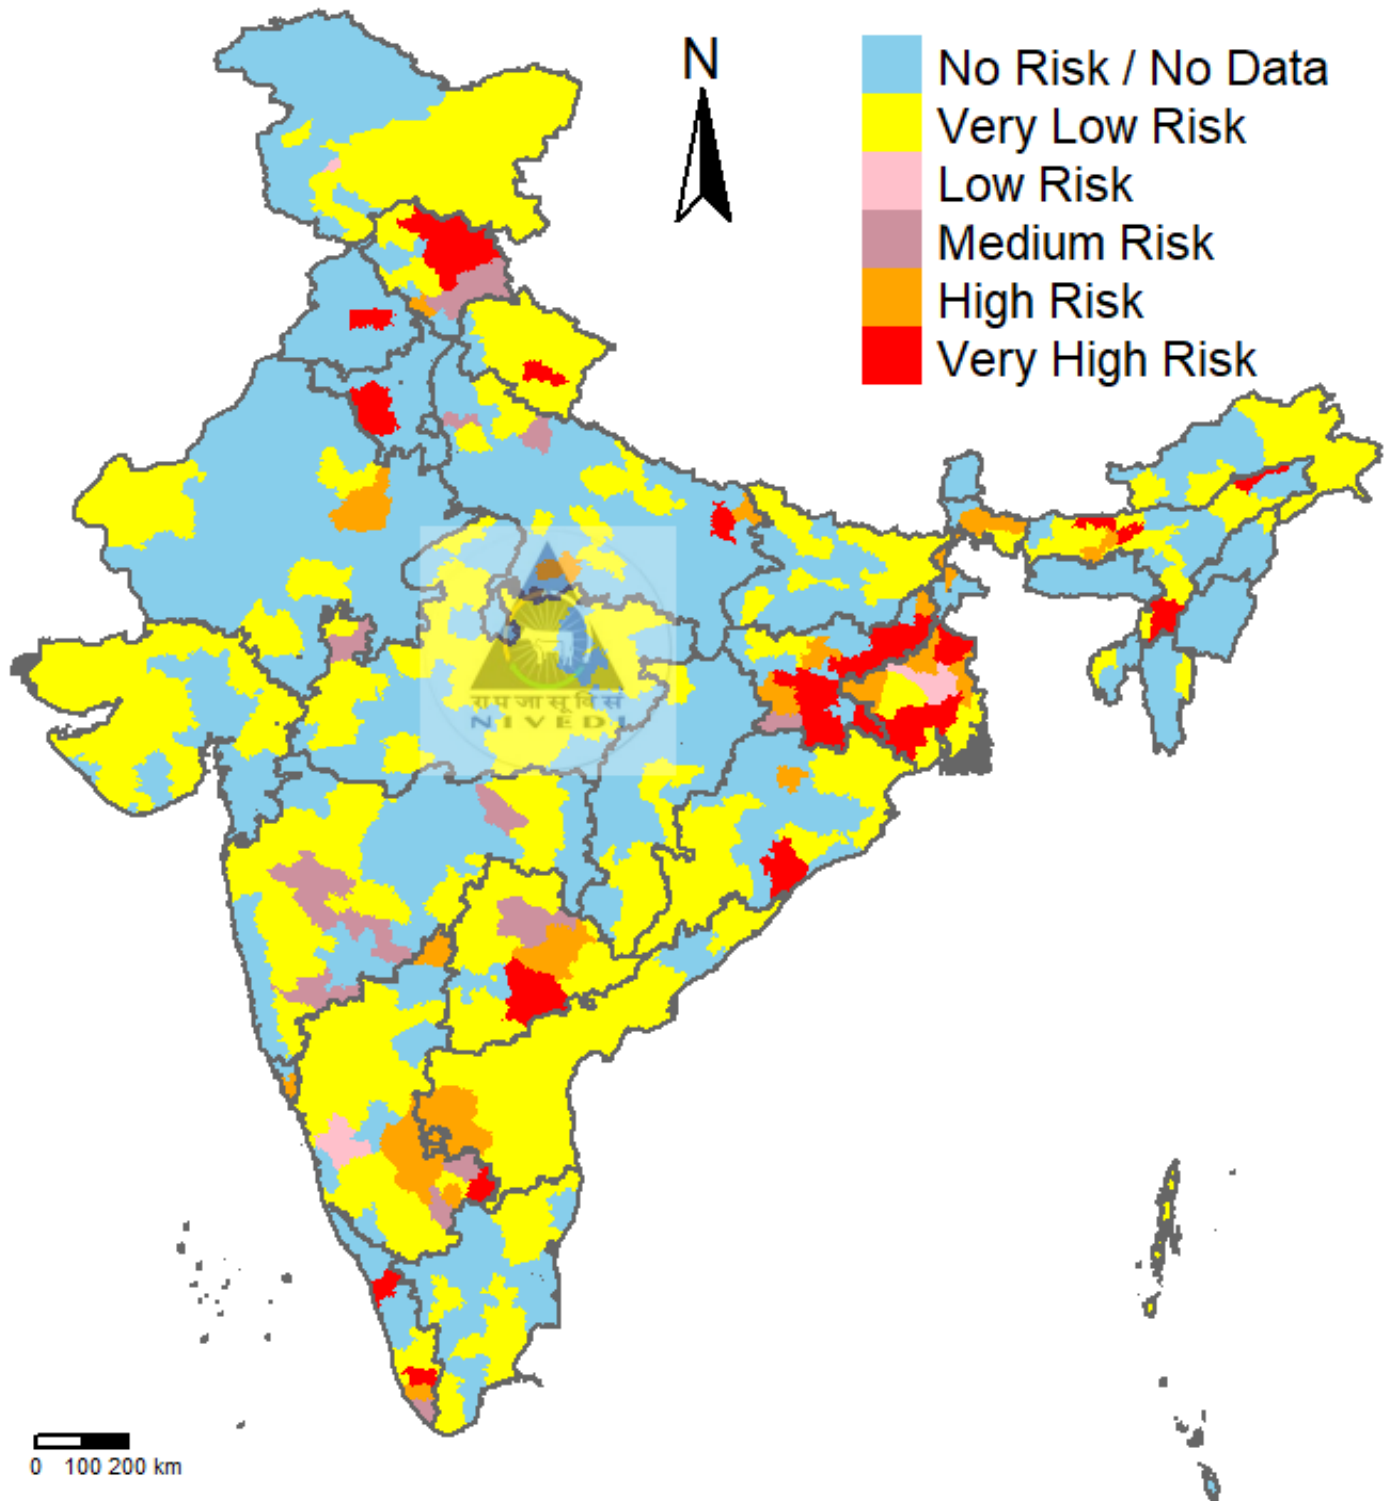 N
No Risk / No Data
Very Low Risk
Low Risk
Medium Risk
High Risk
Very High Risk
रा प जा सू वि सं
NIVEDI
0 100 200 km